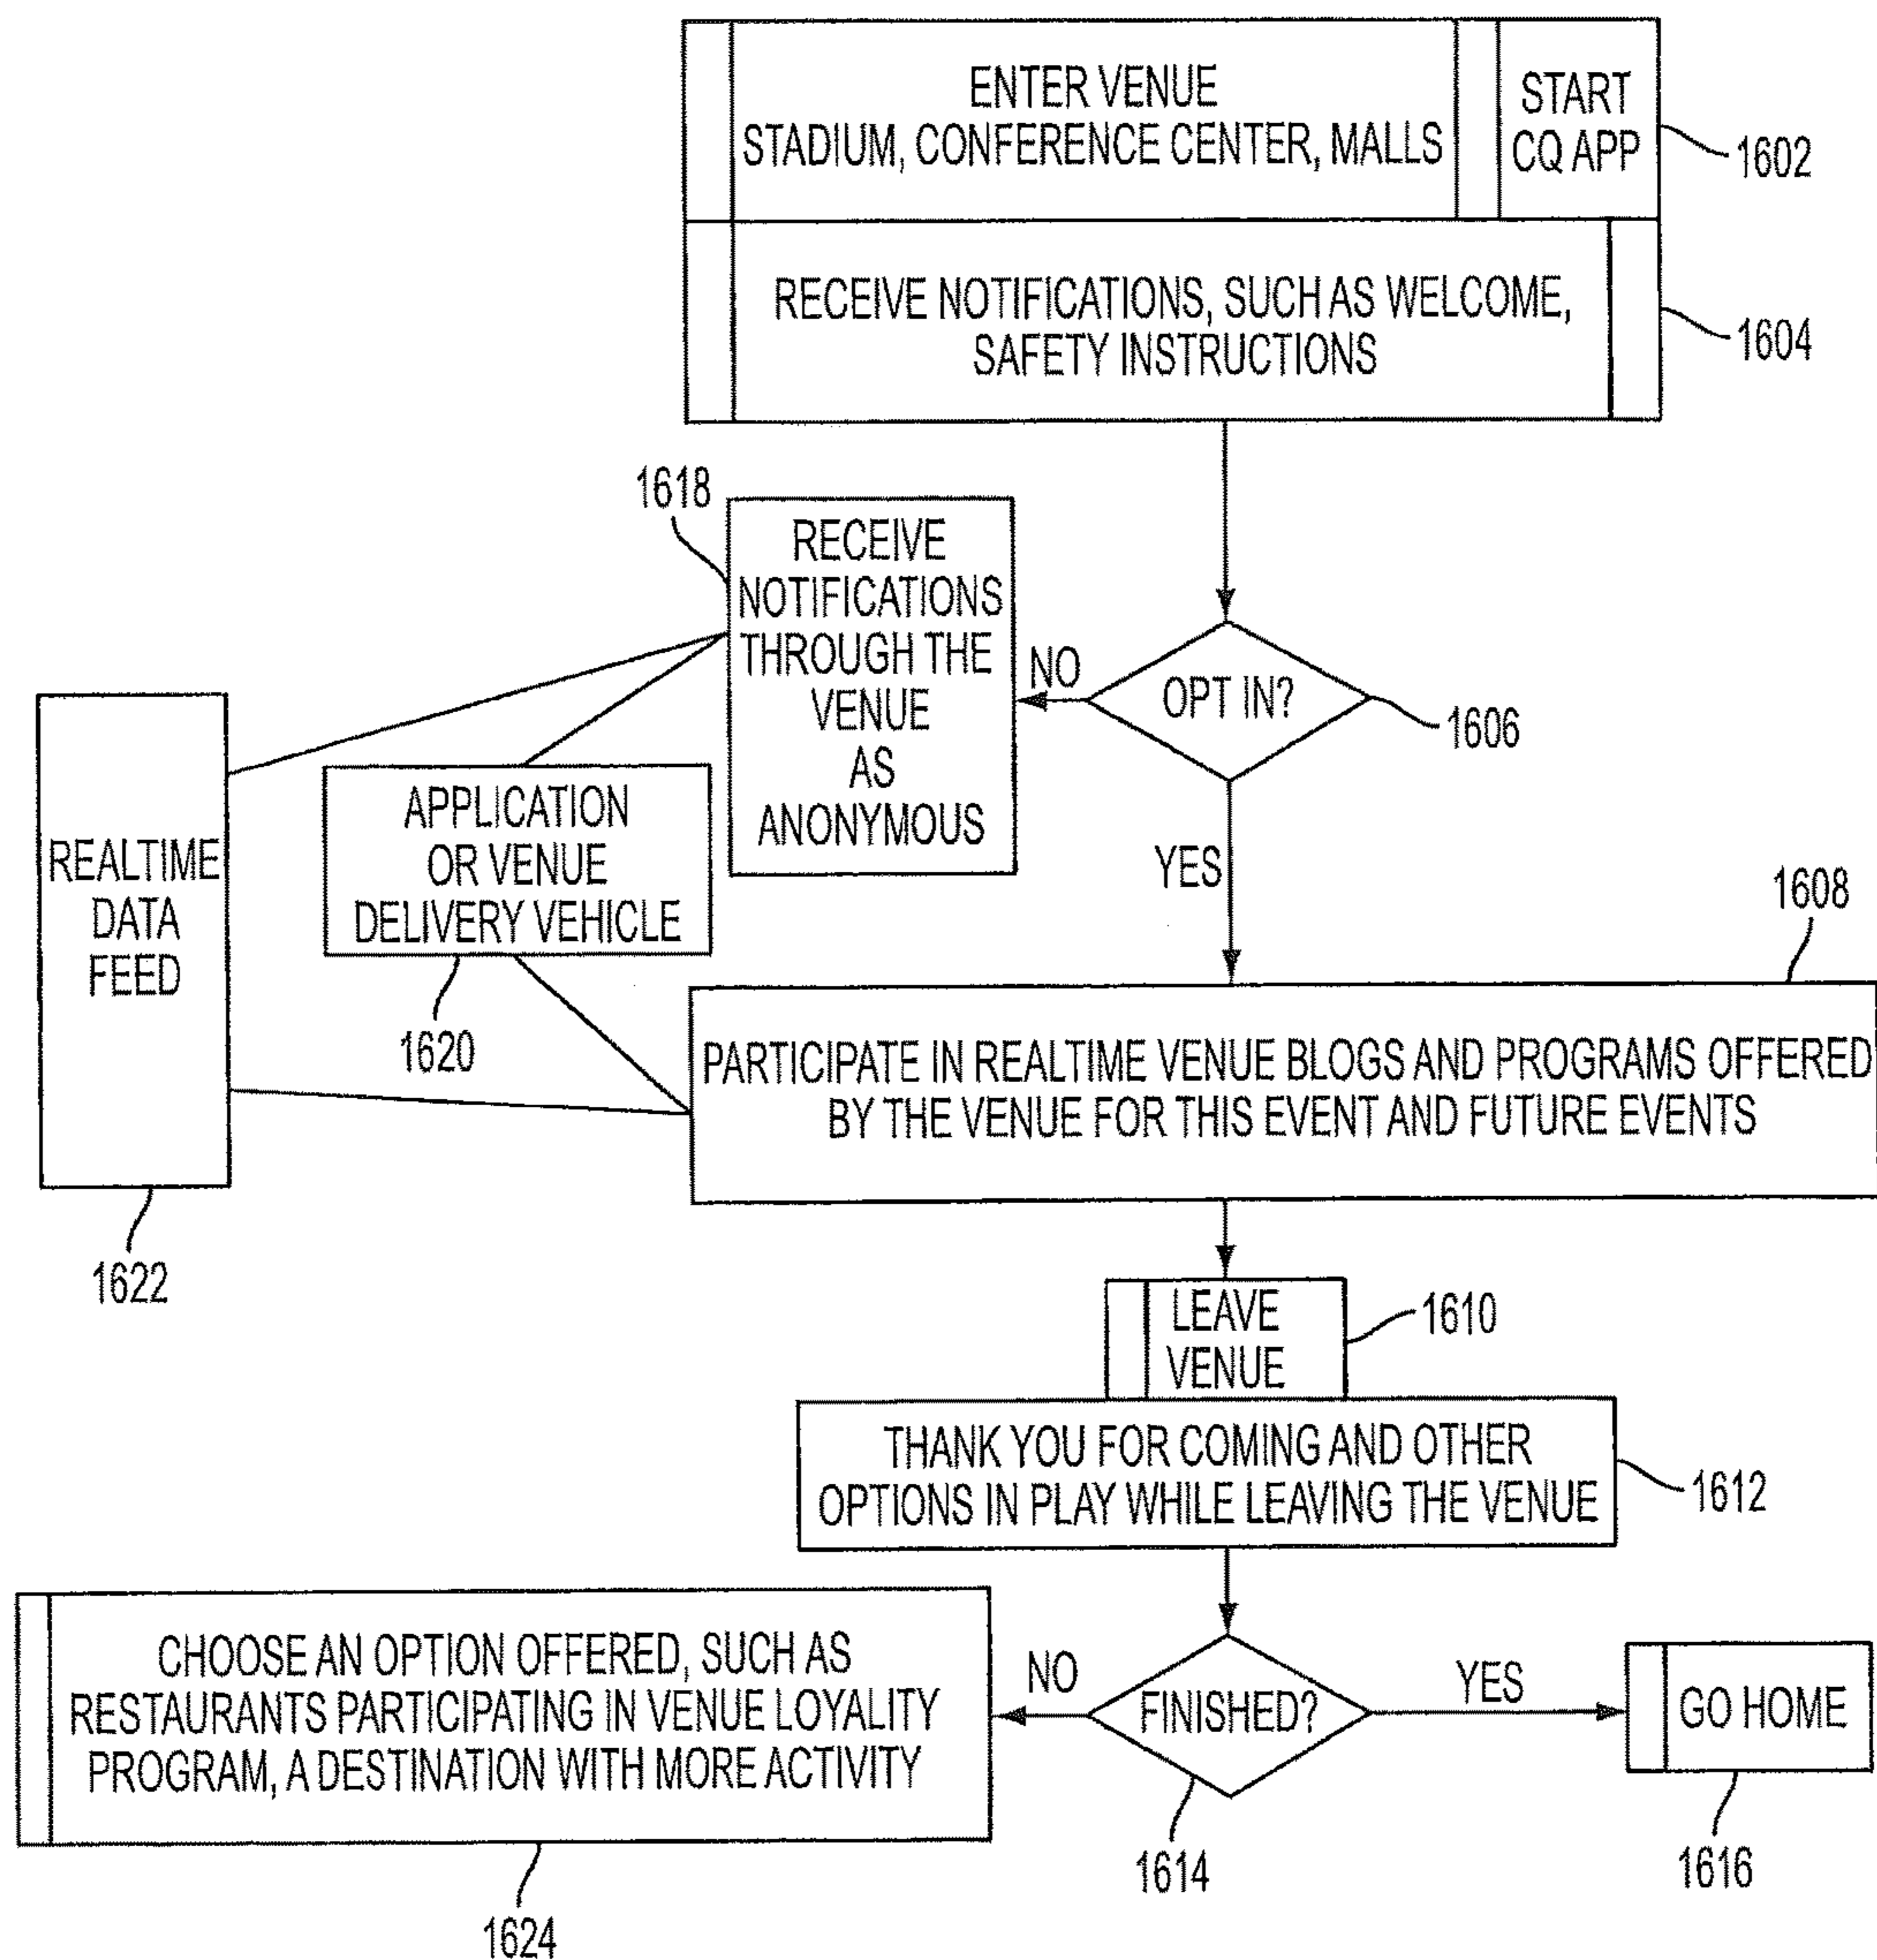 ENTER VENUE
STADIUM, CONFERENCE CENTER, MALLS
START
CQ APP
1602
RECEIVE NOTIFICATIONS, SUCH AS WELCOME,
SAFETY INSTRUCTIONS
1604
1618
RECEIVE
NOTIFICATIONS
THROUGH THE
VENUE
AS
ANONYMOUS
NO
OPT IN?
1606
YES
REALTIME
DATA
FEED
1622
APPLICATION
OR VENUE
DELIVERY VEHICLE
1620
1608
PARTICIPATE IN REALTIME VENUE BLOGS AND PROGRAMS OFFERED
BY THE VENUE FOR THIS EVENT AND FUTURE EVENTS
LEAVE
VENUE
1610
THANK YOU FOR COMING AND OTHER
OPTIONS IN PLAY WHILE LEAVING THE VENUE
1612
CHOOSE AN OPTION OFFERED, SUCH AS
RESTAURANTS PARTICIPATING IN VENUE LOYALITY
PROGRAM, A DESTINATION WITH MORE ACTIVITY
1624
NO
FINISHED?
1614
YES
GO HOME
1616